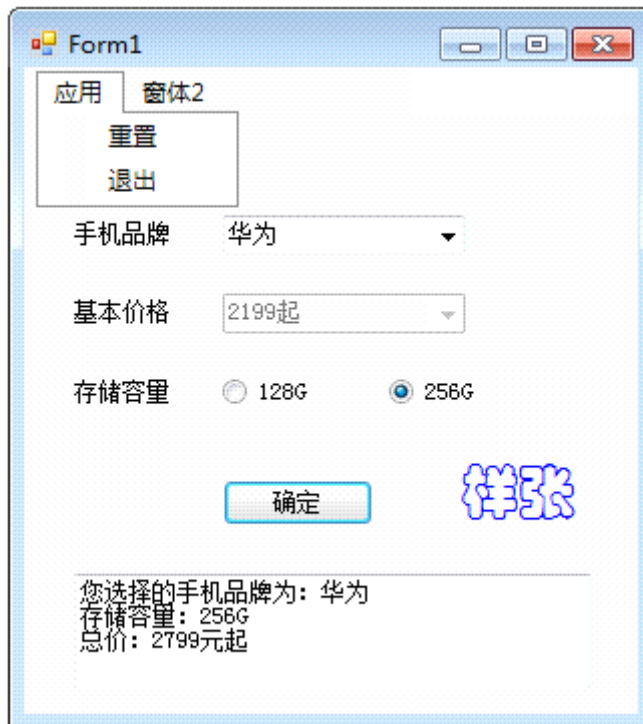 Form1
应用 窗体2
重置
退出
手机品牌 华为
基本价格 2199起
存储容量 128G 256G
确定 样张
您选择的手机品牌为：华为
存储容量：256G
总价：2799元起